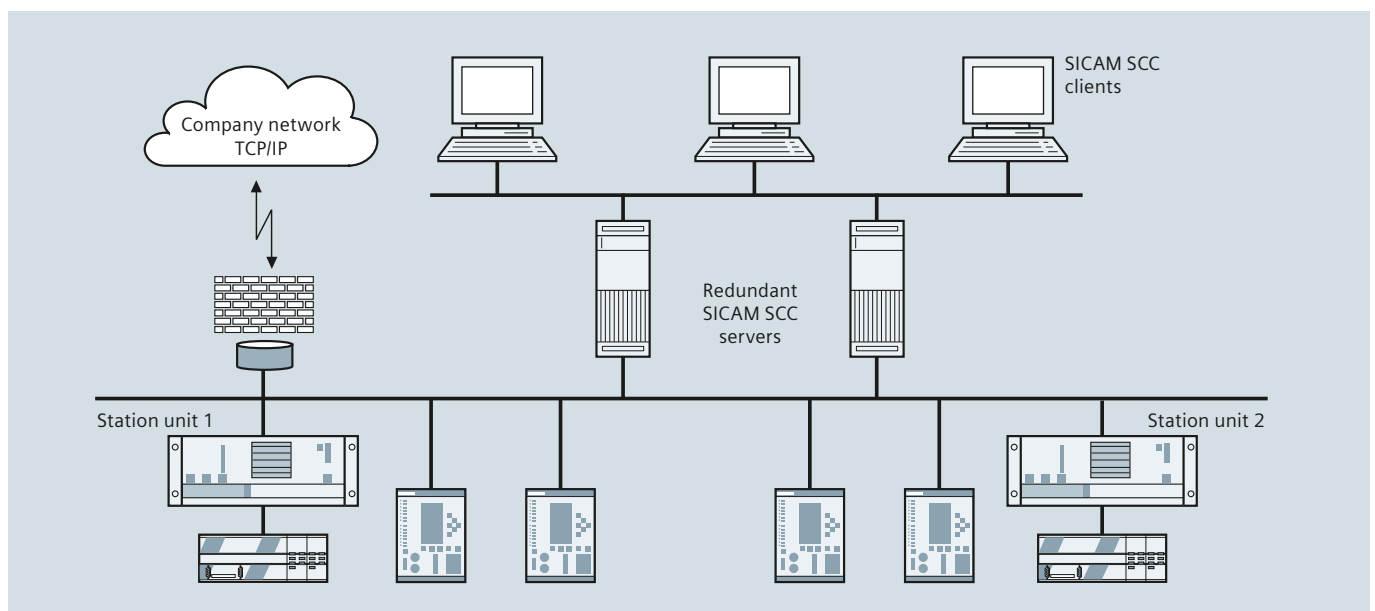 Company network
TCP/IP
SICAM SCC
clients
Redundant
SICAM SCC
servers
Station unit 1
Station unit 2